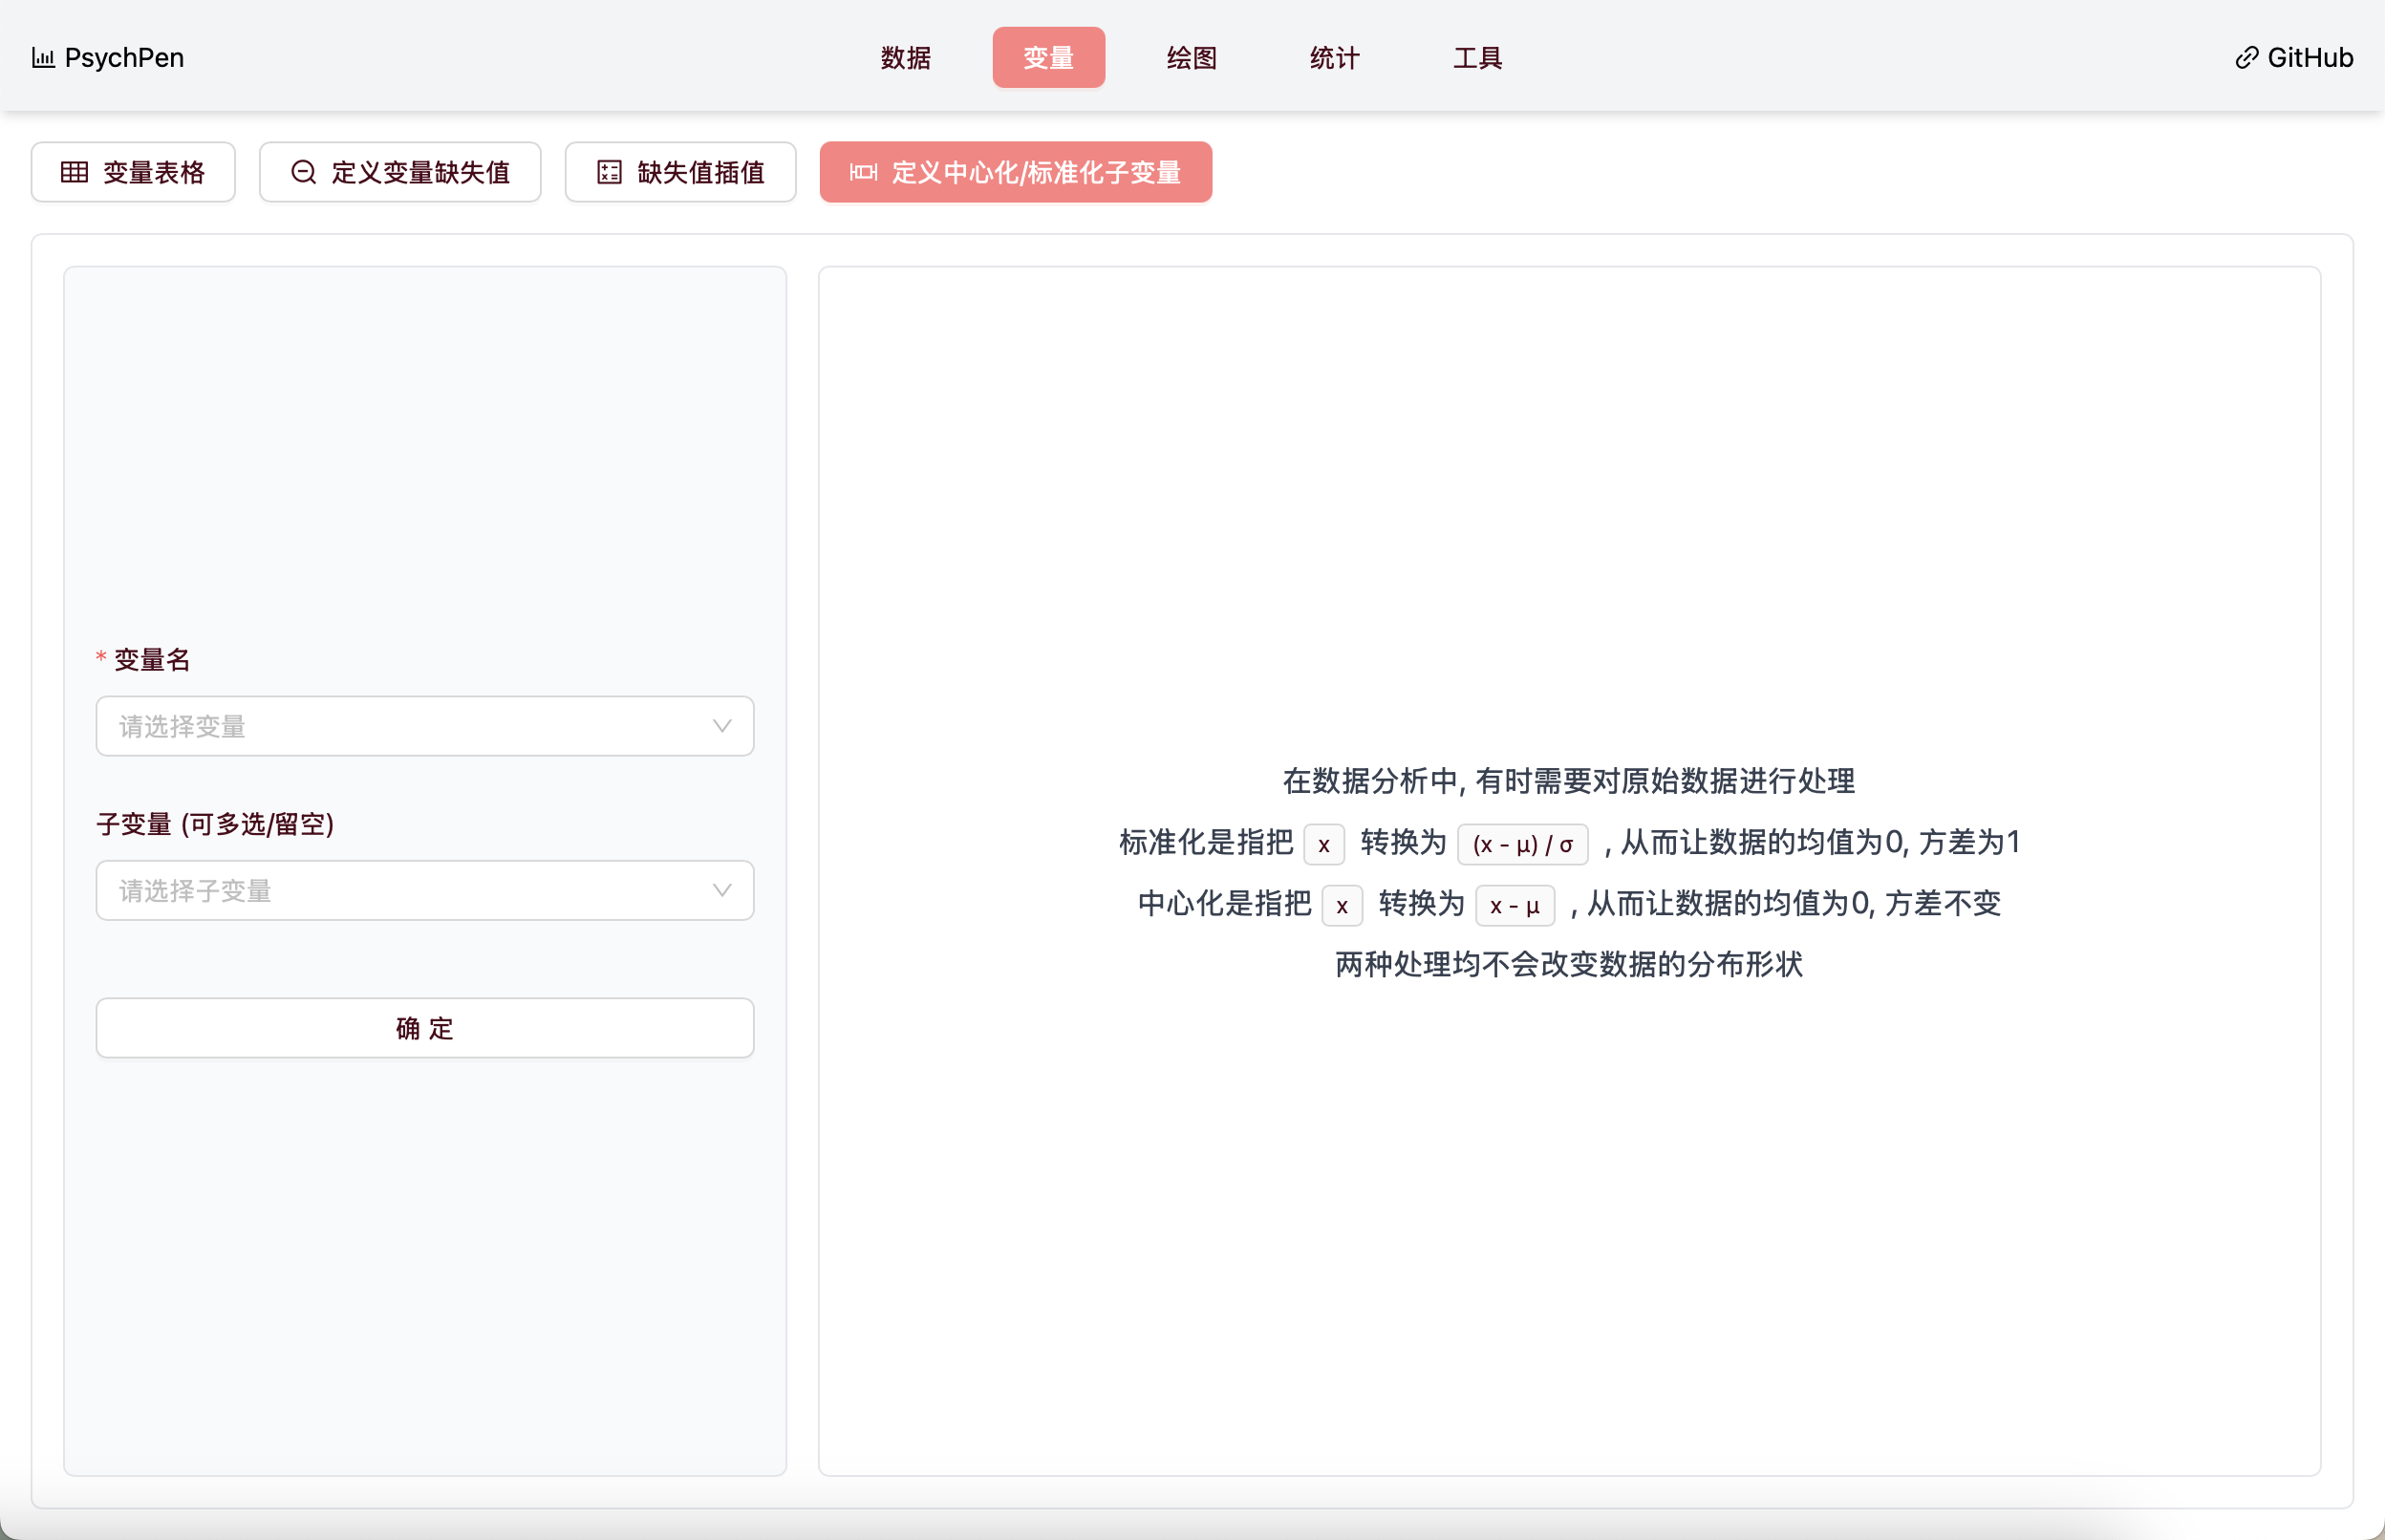 PsychPen
数据 变量 绘图 统计 工具
GitHub
变量表格 定义变量缺失值 缺失值插值 定义中心化/标准化子变量
* 变量名
请选择变量
子变量 (可多选/留空)
请选择子变量
确 定
在数据分析中, 有时需要对原始数据进行处理
标准化是指把 x 转换为 (x - μ) / σ , 从而让数据的均值为0, 方差为1
中心化是指把 x 转换为 x - μ , 从而让数据的均值为0, 方差不变
两种处理均不会改变数据的分布形状